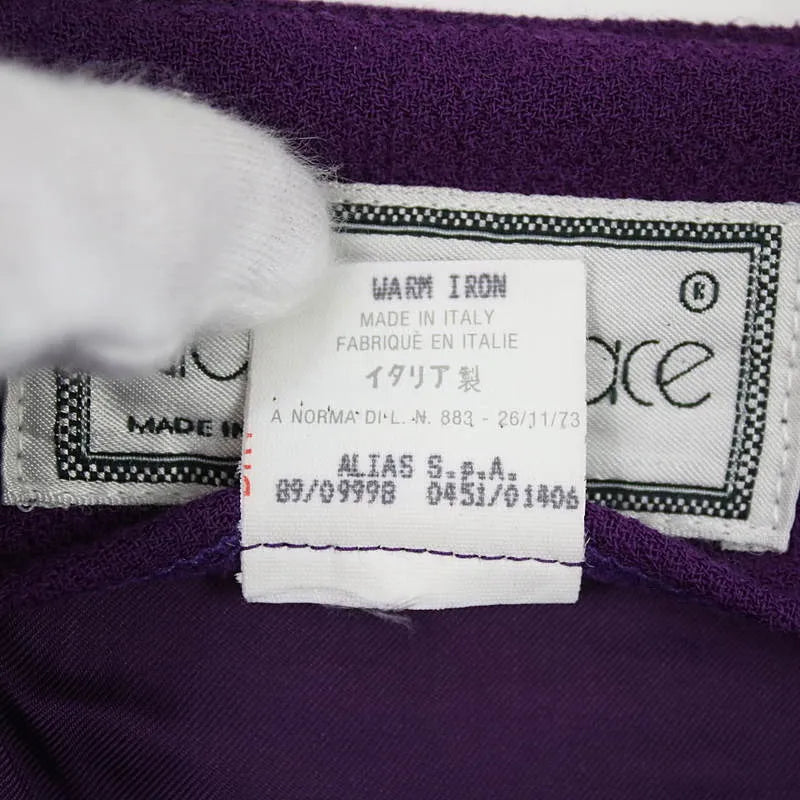 WARM IRON
MADE IN ITALY
FABRIQUÈ EN ITALIE
イタリア製
A NORMA DI L. N. 883 - 26/11/73
ALIAS S.p.A.
89/09998 0451/01406
®
ace
MADE IN